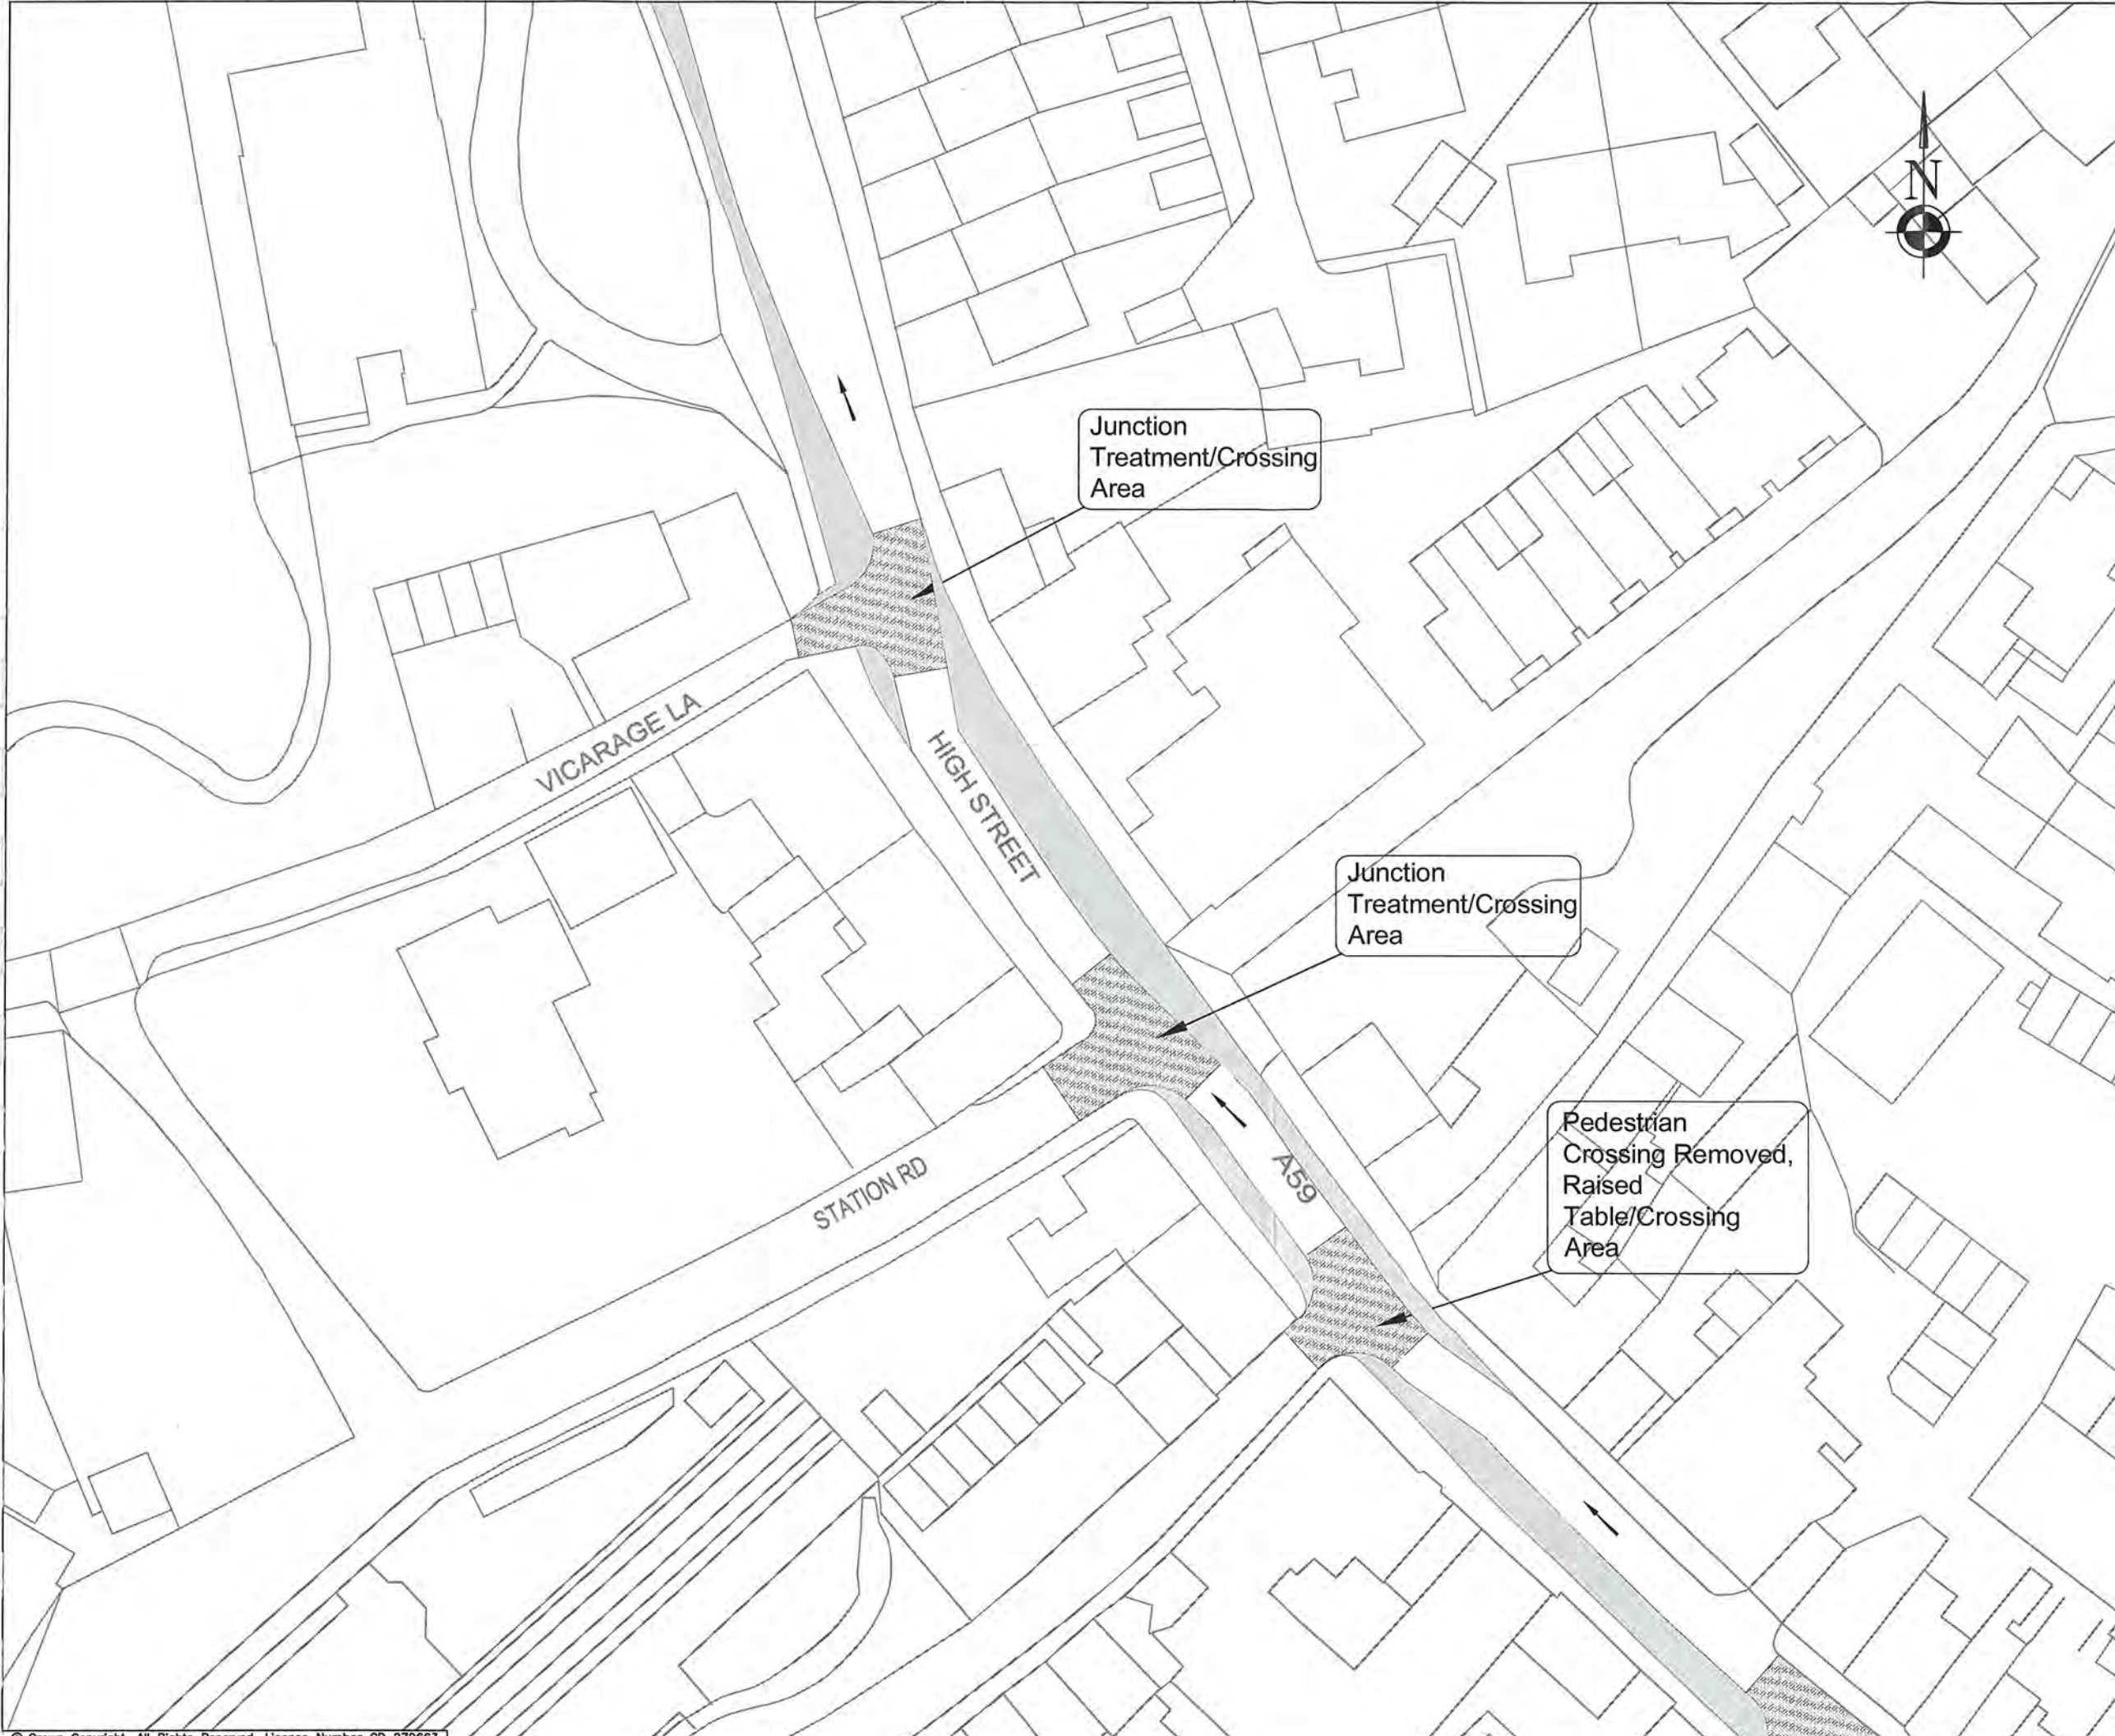 N
Junction
Treatment/Crossing
Area
VICARAGE LA
HIGH STREET
Junction
Treatment/Crossing
Area
STATION RD
A59
Pedestrian
Crossing Removed,
Raised
Table/Crossing
Area